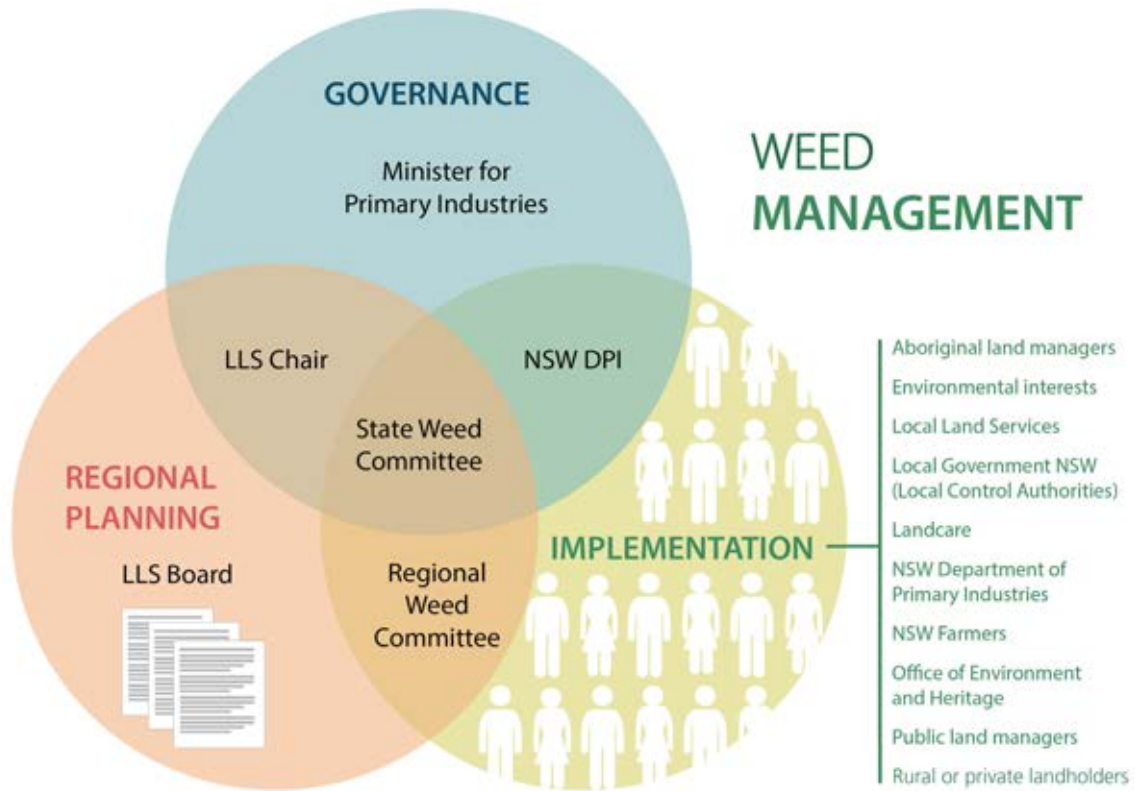 GOVERNANCE
Minister for
Primary Industries
WEED
MANAGEMENT
LLS Chair
NSW DPI
State Weed
Committee
REGIONAL
PLANNING
LLS Board
Regional
Weed
Committee
IMPLEMENTATION
Aboriginal land managers
Environmental interests
Local Land Services
Local Government NSW
(Local Control Authorities)
Landcare
NSW Department of
Primary Industries
NSW Farmers
Office of Environment
and Heritage
Public land managers
Rural or private landholders